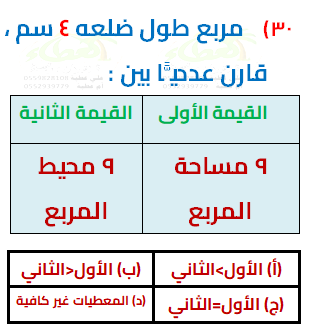 ٣٠) مربع طول ضلعه ٤ سم ،
قارن عدديًّا بين :
القيمة الأولى
القيمة الثانية
٩ مساحة المربع
٩ محيط المربع
(أ) الأول>الثاني
(ب) الأول<الثاني
(ج) الأول=الثاني
(د) المعطيات غير كافية